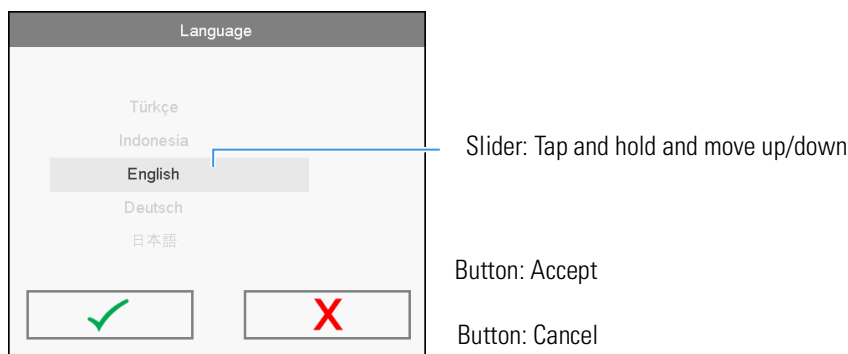 Language
Türkçe
Indonesia
English
Deutsch
日本語
X
Slider: Tap and hold and move up/down
Button: Accept
Button: Cancel